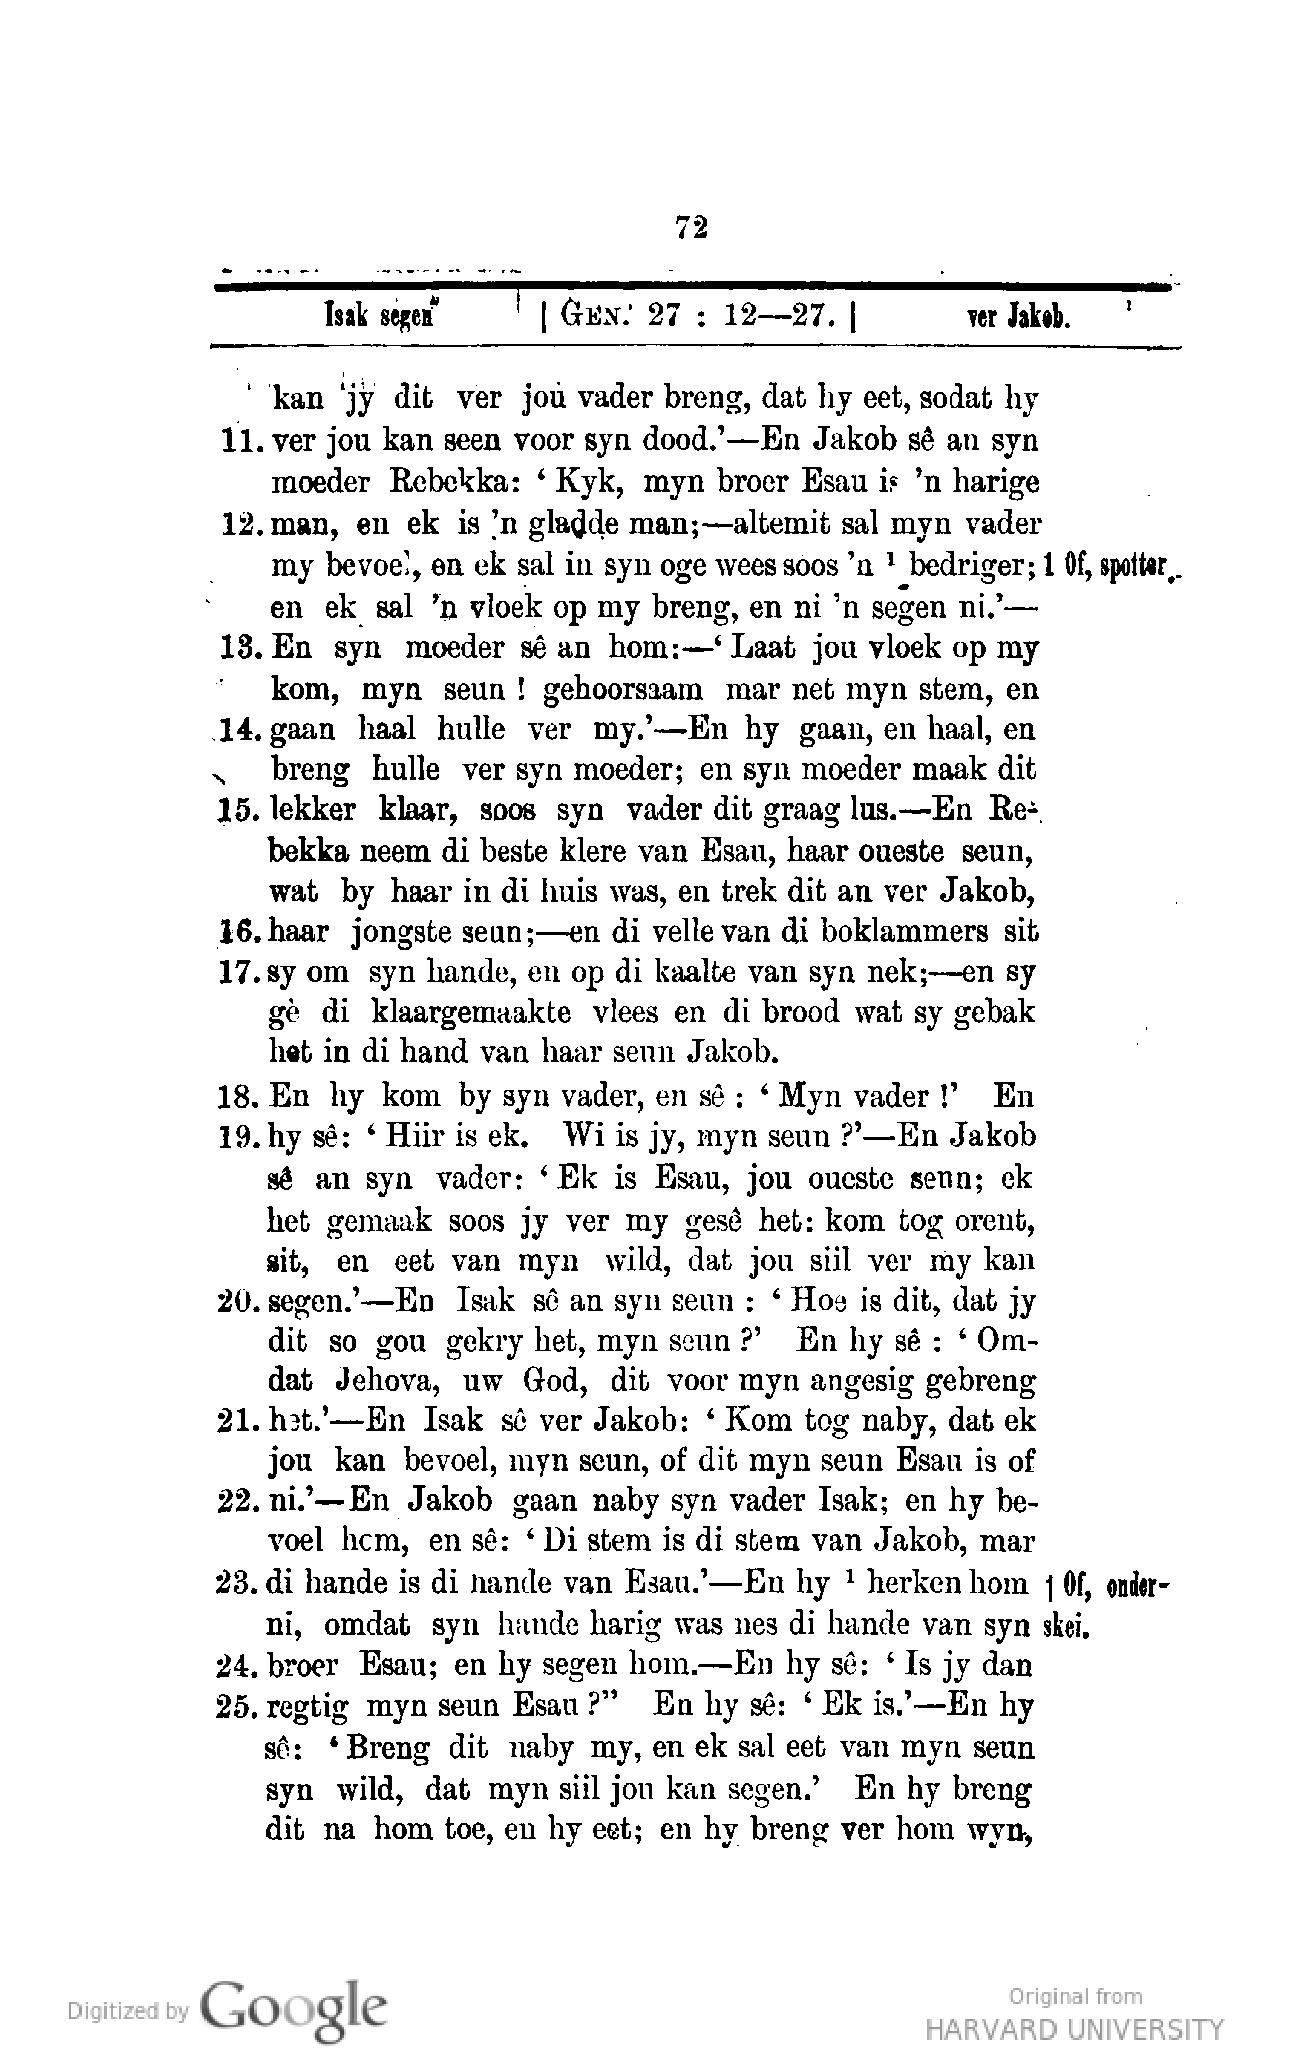 72
Isak segen | GEN. 27 : 12—27. | ver Jakob.
kan jy dit ver jou vader breng, dat hy eet, sodat hy
11. ver jou kan seen voor syn dood.’—En Jakob sê an syn
moeder Rebekka: ‘ Kyk, myn broer Esau is ’n harige
12. man, en ek is ’n gladde man;—altemit sal myn vader
my bevoel, en ek sal in syn oge wees soos ’n ¹ bedriger; 1 Of, spotter.
en ek sal ’n vloek op my breng, en ni ’n segen ni.’—
13. En syn moeder sê an hom:—‘ Laat jou vloek op my
kom, myn seun ! gehoorsaam mar net myn stem, en
14. gaan haal hulle ver my.’—En hy gaan, en haal, en
breng hulle ver syn moeder; en syn moeder maak dit
15. lekker klaar, soos syn vader dit graag lus.—En Re-
bekka neem di beste klere van Esau, haar oueste seun,
wat by haar in di huis was, en trek dit an ver Jakob,
16. haar jongste seun;—en di velle van di boklammers sit
17. sy om syn hande, en op di kaalte van syn nek;—en sy
gè di klaargemaakte vlees en di brood wat sy gebak
het in di hand van haar seun Jakob.
18. En hy kom by syn vader, en sê : ‘ Myn vader !’ En
19. hy sê: ‘ Hiir is ek. Wi is jy, myn seun ?’—En Jakob
sê an syn vader: ‘ Ek is Esau, jou oueste seun; ek
het gemaak soos jy ver my gesê het: kom tog orent,
sit, en eet van myn wild, dat jou siil ver my kan
20. segen.’—En Isak sê an syn seun : ‘ Hoe is dit, dat jy
dit so gou gekry het, myn seun ?’ En hy sê : ‘ Om-
dat Jehova, uw God, dit voor myn angesig gebreng
21. het.’—En Isak sê ver Jakob: ‘ Kom tog naby, dat ek
jou kan bevoel, myn seun, of dit myn seun Esau is of
22. ni.’—En Jakob gaan naby syn vader Isak; en hy be-
voel hem, en sê: ‘ Di stem is di stem van Jakob, mar
23. di hande is di hande van Esau.’—En hy ¹ herken hom 1 Of, onder-
ni, omdat syn hande harig was nes di hande van syn skei.
24. broer Esau; en hy segen hom.—En hy sê: ‘ Is jy dan
25. regtig myn seun Esau ?” En hy sê: ‘ Ek is.’—En hy
sê: ‘ Breng dit naby my, en ek sal eet van myn seun
syn wild, dat myn siil jou kan segen.’ En hy breng
dit na hom toe, en hy eet; en hy breng ver hom wyn,
Digitized by Google
Original from
HARVARD UNIVERSITY